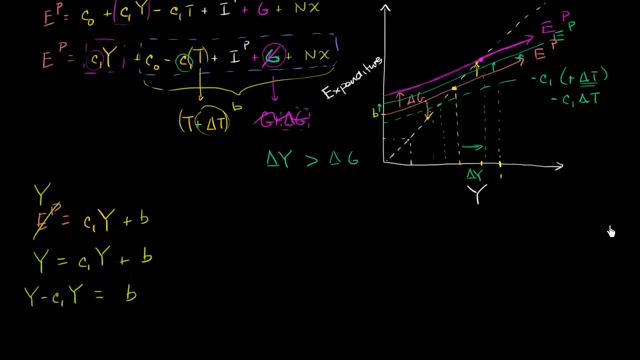 E^P = c₀ + c₁Y - c₁T + I^P + G + NX
E^P = c₁Y + c₀ - c₁T + I^P + G + NX
b
(T + ΔT)
G + ΔG
ΔY > ΔG
Y
E^P = c₁Y + b
Y = c₁Y + b
Y - c₁Y = b
Expenditure
b
ΔG
E^P
E^P
E^P
-c₁(+ΔT)
-c₁ΔT
ΔY
Y